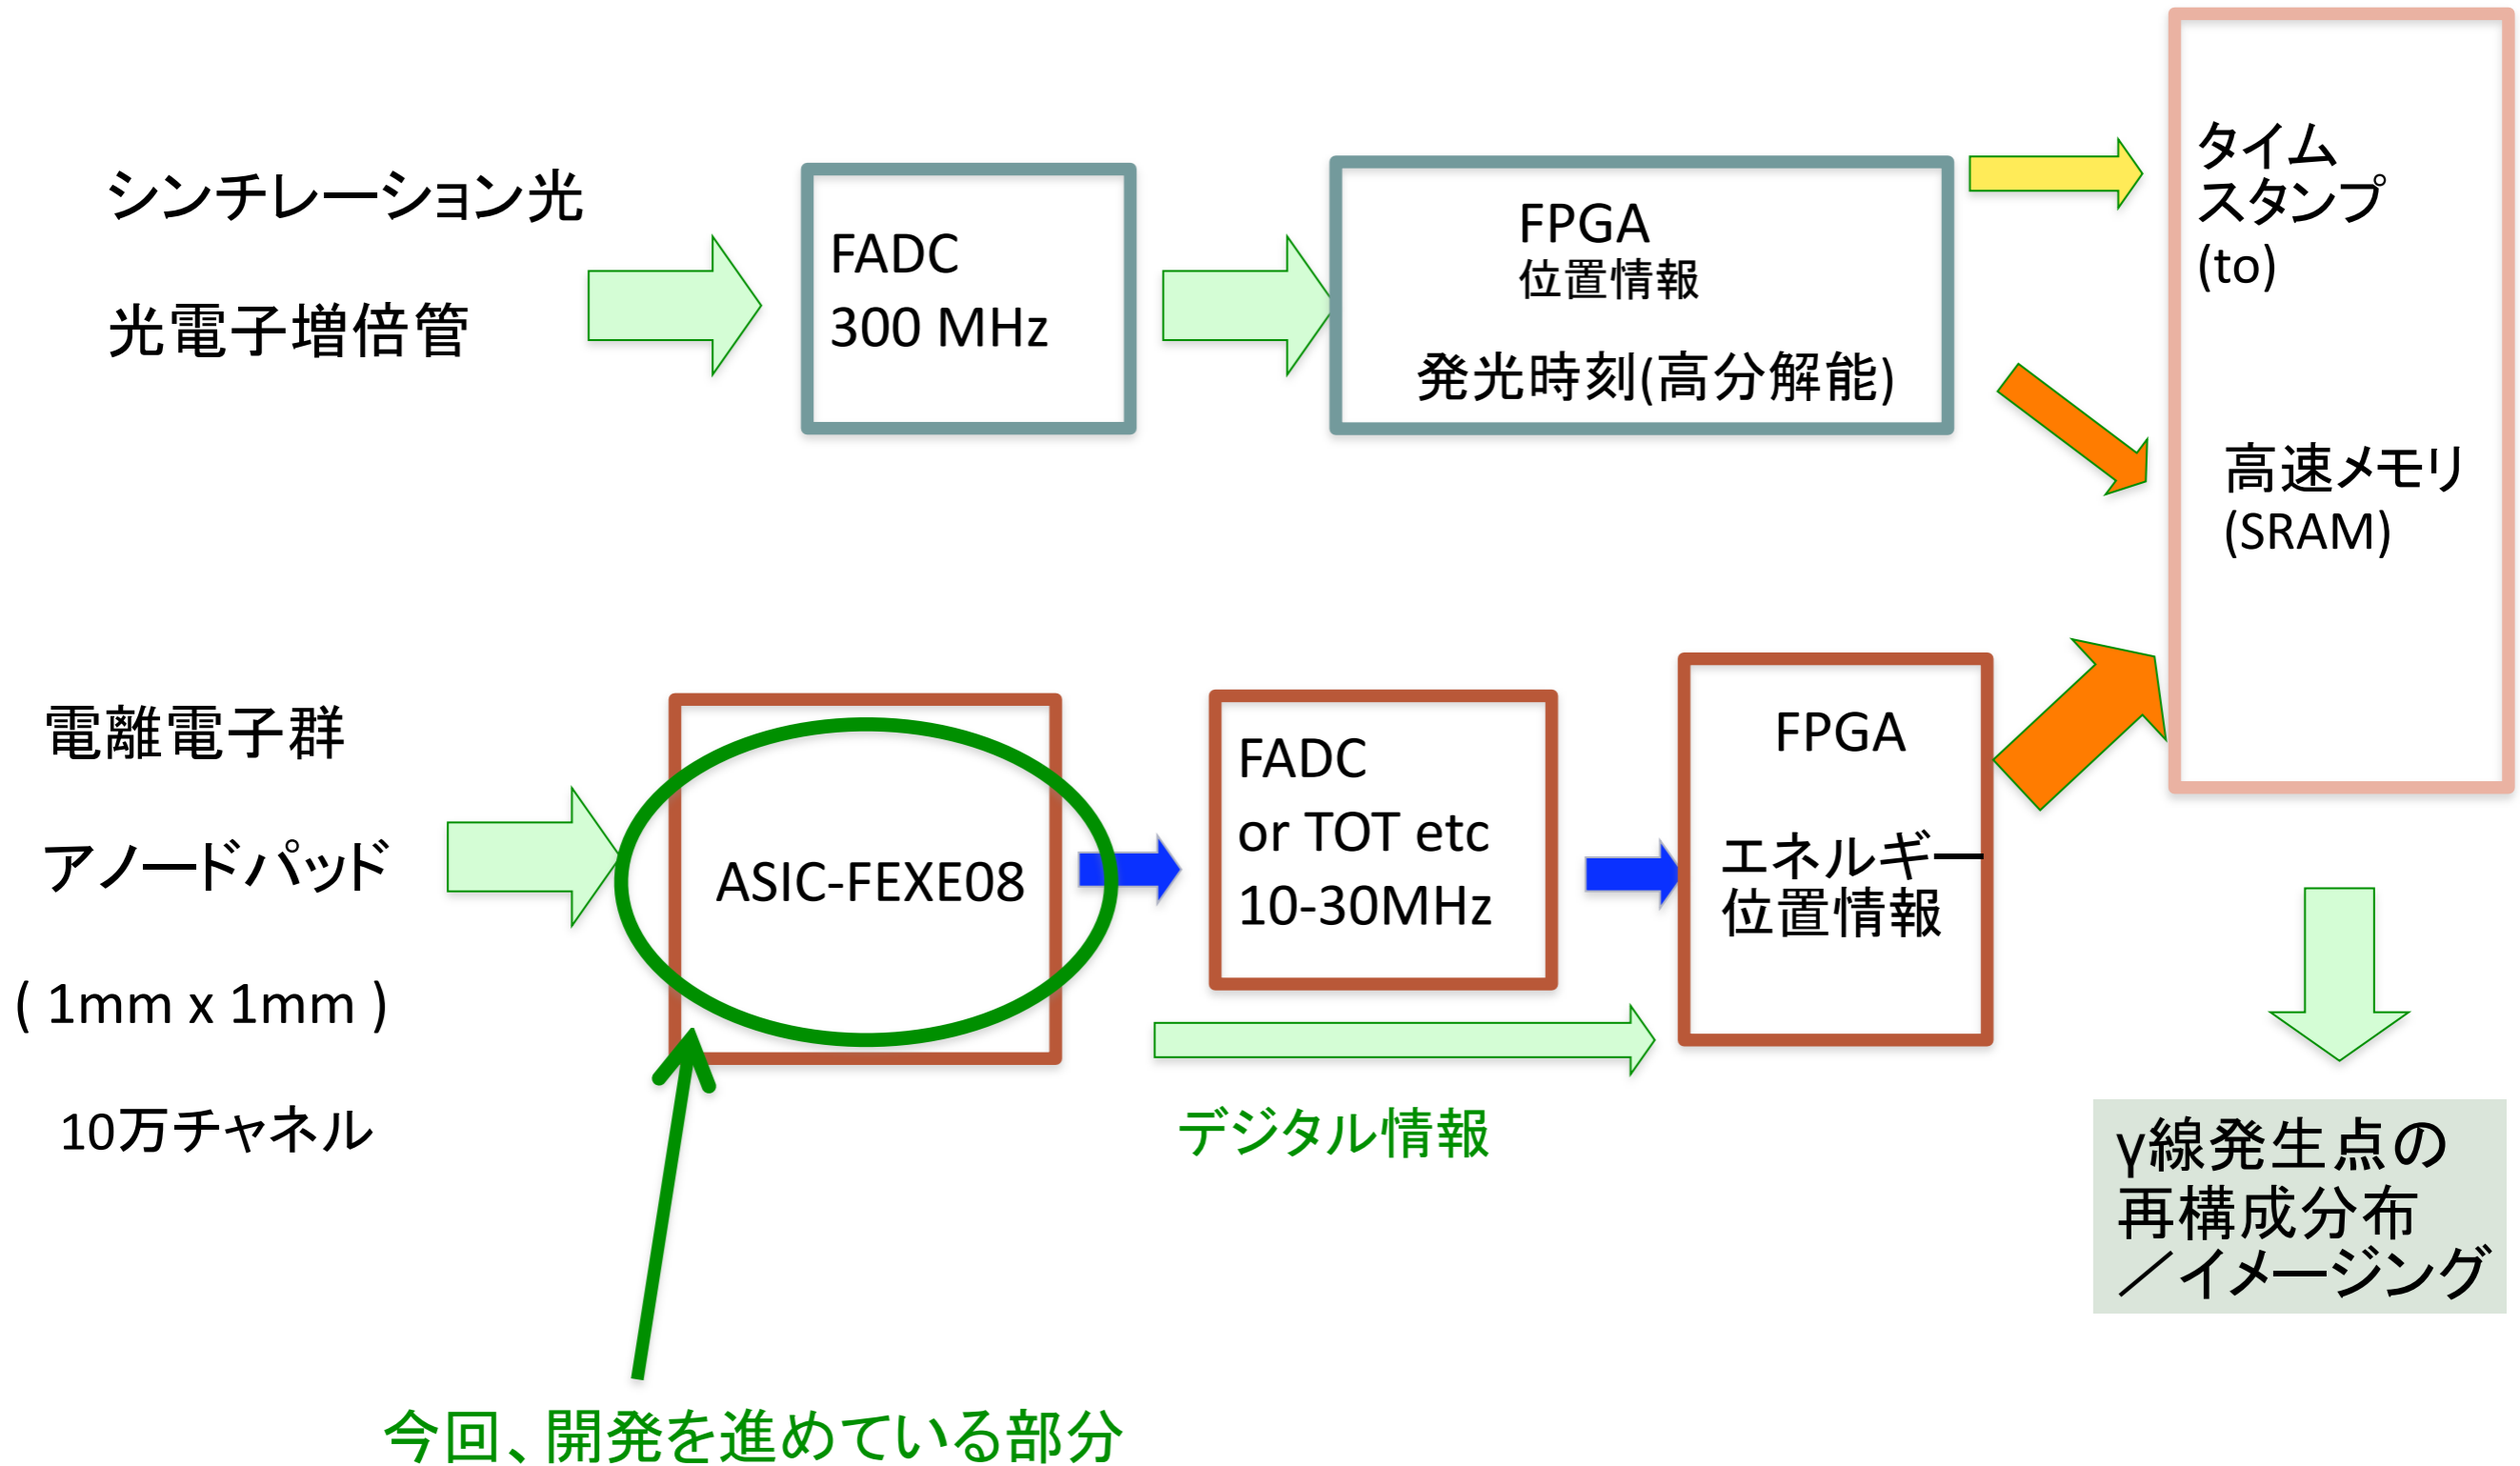 シンチレーション光
光電子増倍管
FADC
300 MHz
FPGA
位置情報
発光時刻(高分解能)
タイム
スタンプ
(to)
高速メモリ
(SRAM)
電離電子群
アノードパッド
( 1mm x 1mm )
10万チャネル
ASIC-FEXE08
FADC
or TOT etc
10-30MHz
FPGA
エネルギー
位置情報
デジタル情報
γ線発生点の
再構成分布
／イメージング
今回、開発を進めている部分